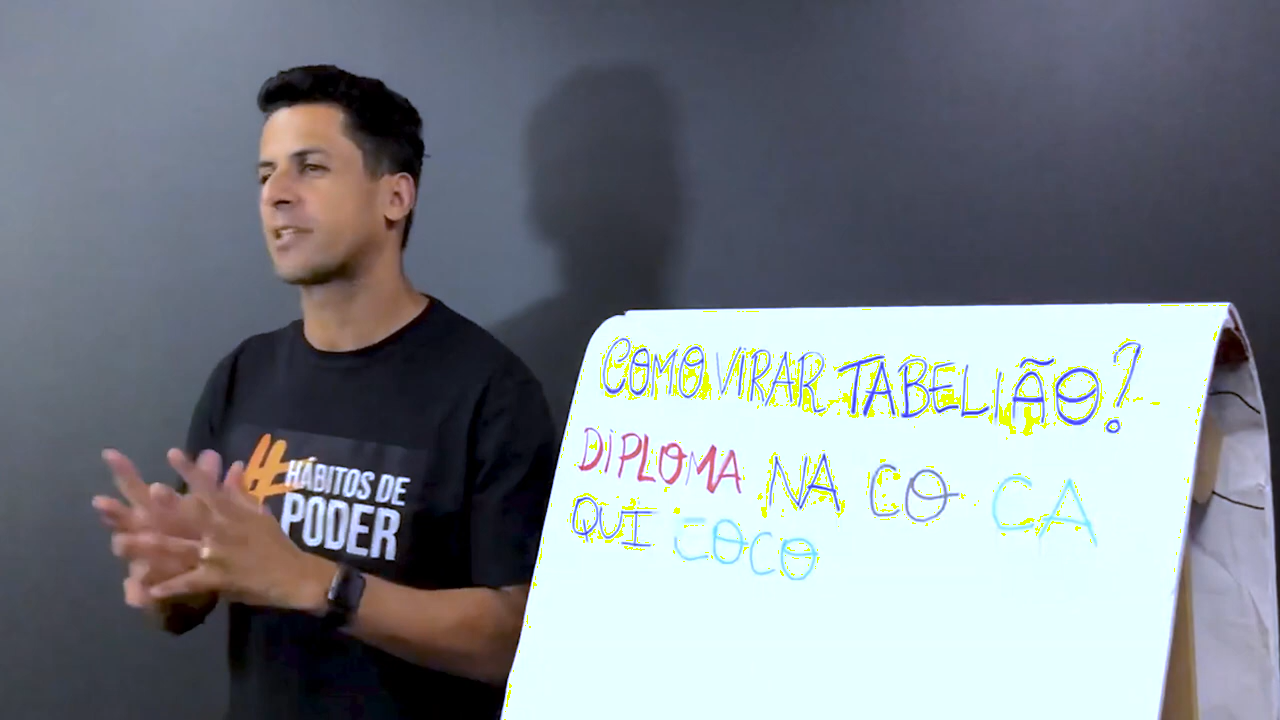 #HÁBITOS DE
PODER
COMO VIRAR TABELIÃO?
DIPLOMA NA CO CA
QUI COCO